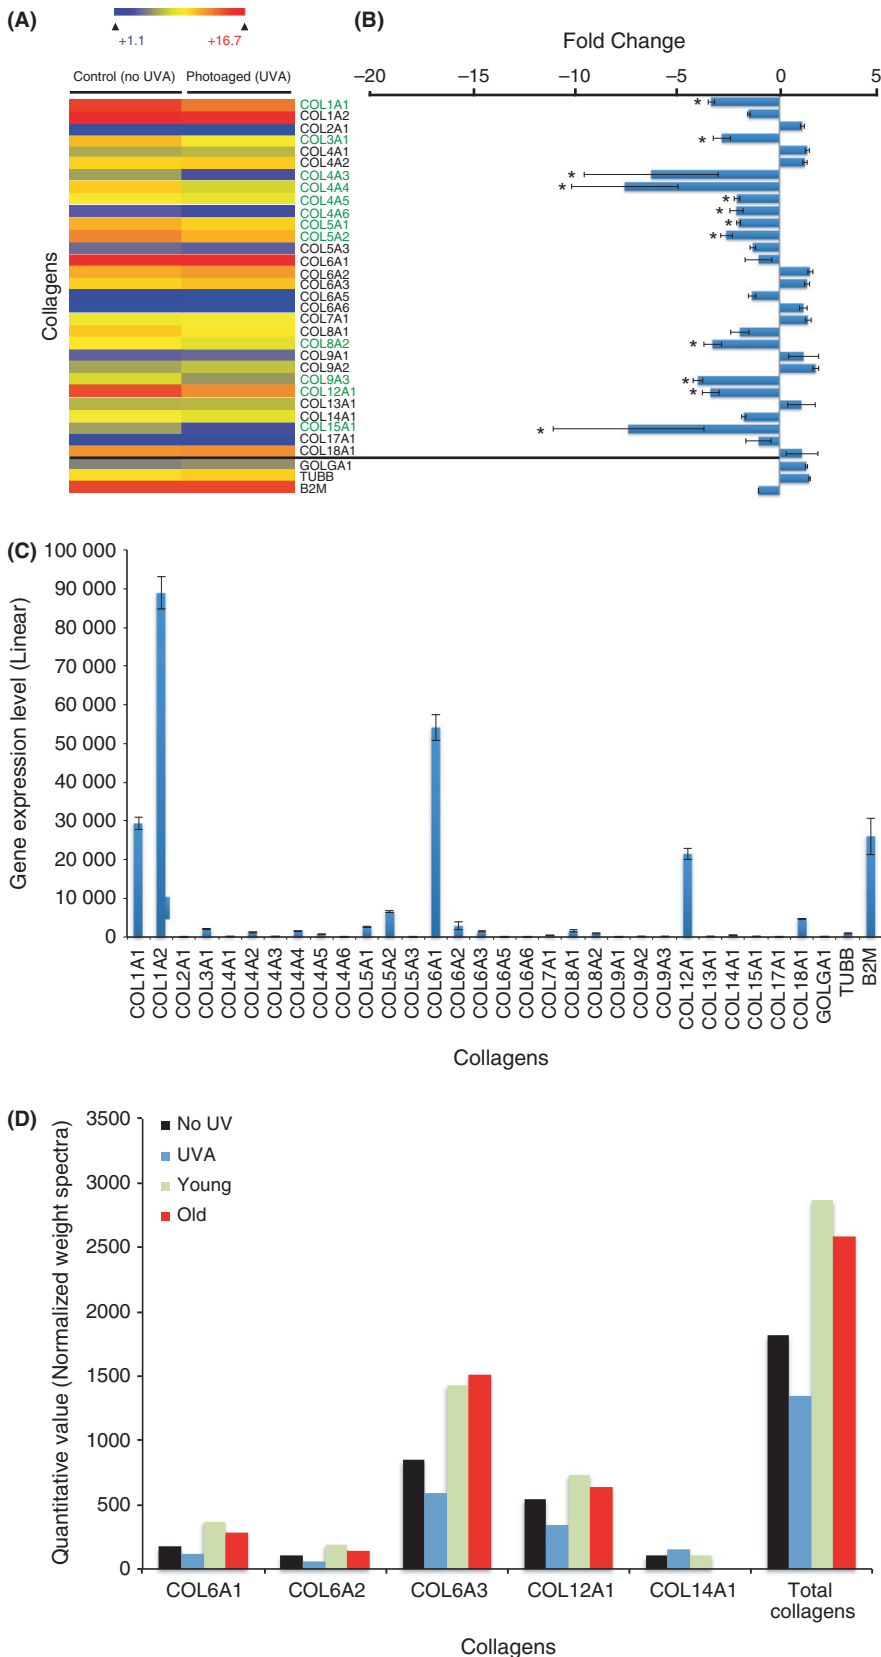 (A)
+1.1
+16.7
Control (no UVA)
Photoaged (UVA)
Collagens
COL1A1
COL1A2
COL2A1
COL3A1
COL4A1
COL4A2
COL4A3
COL4A4
COL4A5
COL4A6
COL5A1
COL5A2
COL5A3
COL6A1
COL6A2
COL6A3
COL6A5
COL6A6
COL7A1
COL8A1
COL8A2
COL9A1
COL9A2
COL9A3
COL12A1
COL13A1
COL14A1
COL15A1
COL17A1
COL18A1
GOLGA1
TUBB
B2M
(B)
Fold Change
−20 −15 −10 −5 0 5
*
*
*
*
*
*
*
*
*
*
*
*
(C)
Gene expression level (Linear)
100 000
90 000
80 000
70 000
60 000
50 000
40 000
30 000
20 000
10 000
0
COL1A1
COL1A2
COL2A1
COL3A1
COL4A1
COL4A2
COL4A3
COL4A4
COL4A5
COL4A6
COL5A1
COL5A2
COL5A3
COL6A1
COL6A2
COL6A3
COL6A5
COL6A6
COL7A1
COL8A1
COL8A2
COL9A1
COL9A2
COL9A3
COL12A1
COL13A1
COL14A1
COL15A1
COL17A1
COL18A1
GOLGA1
TUBB
B2M
Collagens
(D)
Quantitative value (Normalized weight spectra)
3500
3000
2500
2000
1500
1000
500
0
No UV
UVA
Young
Old
COL6A1
COL6A2
COL6A3
COL12A1
COL14A1
Total
collagens
Collagens